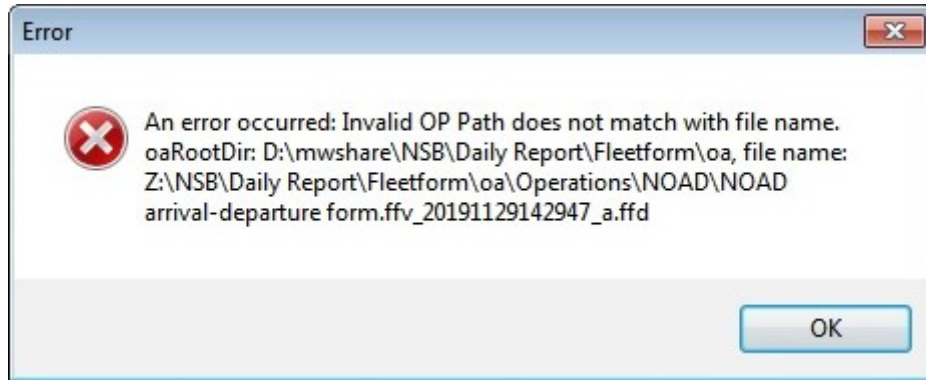 Error
An error occurred: Invalid OP Path does not match with file name.
oaRootDir: D:\mwshare\NSB\Daily Report\Fleetform\oa, file name:
Z:\NSB\Daily Report\Fleetform\oa\Operations\NOAD\NOAD
arrival-departure form.ffv_20191129142947_a.ffd
OK